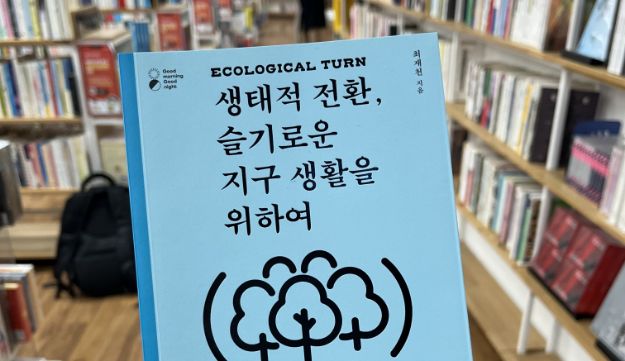 Good
morning
Good
night
ECOLOGICAL TURN
최재천 지음
생태적 전환,
슬기로운
지구 생활을
위하여